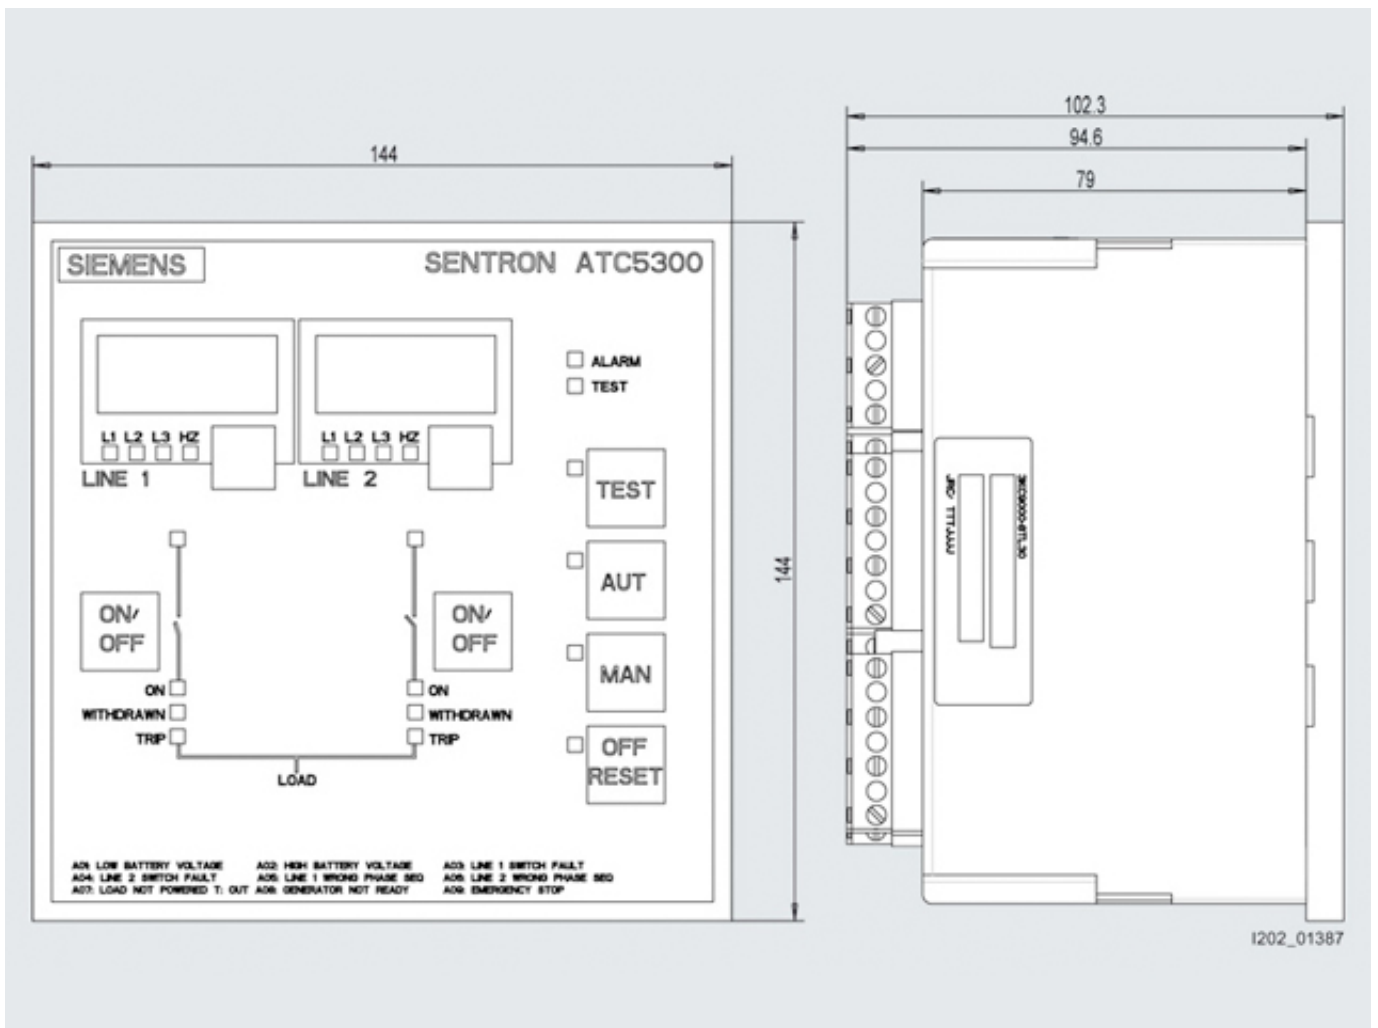 144
102.3
94.6
79
SIEMENS SENTRON ATC5300
ALARM
TEST
L1 L2 L3 HZ
LINE 1
L1 L2 L3 HZ
LINE 2
TEST
AUT
MAN
OFF
RESET
ON/
OFF
ON/
OFF
ON
WITHDRAWN
TRIP
ON
WITHDRAWN
TRIP
LOAD
144
A01: LOW BATTERY VOLTAGE A02: HIGH BATTERY VOLTAGE A03: LINE 1 SWITCH FAULT
A04: LINE 2 SWITCH FAULT A05: LINE 1 WRONG PHASE SEQ A06: LINE 2 WRONG PHASE SEQ
A07: LOAD NOT POWERED T: OUT A08: GENERATOR NOT READY A09: EMERGENCY STOP
I202_01387